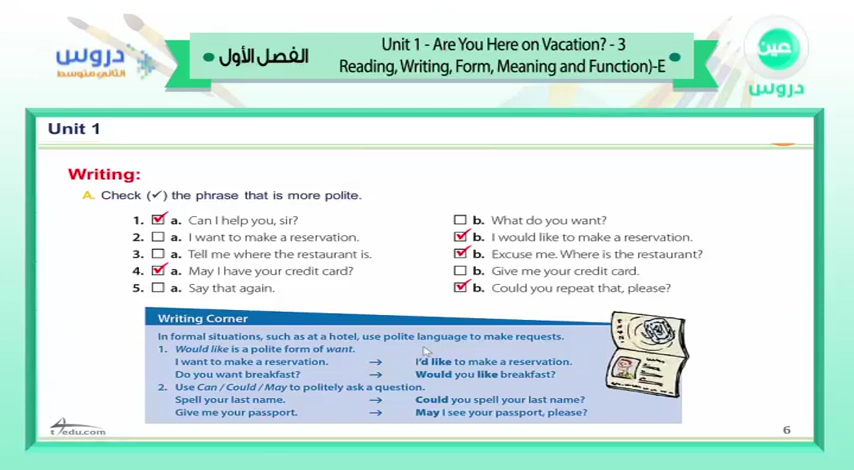 دروس
الثاني متوسط
الفصل الأول
Unit 1 - Are You Here on Vacation? - 3
Reading, Writing, Form, Meaning and Function)-E
عين
دروس
Unit 1
Writing:
A. Check (✓) the phrase that is more polite.
1. ☑ a. Can I help you, sir? ☐ b. What do you want?
2. ☐ a. I want to make a reservation. ☑ b. I would like to make a reservation.
3. ☐ a. Tell me where the restaurant is. ☑ b. Excuse me. Where is the restaurant?
4. ☑ a. May I have your credit card? ☐ b. Give me your credit card.
5. ☐ a. Say that again. ☑ b. Could you repeat that, please?
Writing Corner
In formal situations, such as at a hotel, use polite language to make requests.
1. Would like is a polite form of want.
I want to make a reservation. → I'd like to make a reservation.
Do you want breakfast? → Would you like breakfast?
2. Use Can / Could / May to politely ask a question.
Spell your last name. → Could you spell your last name?
Give me your passport. → May I see your passport, please?
t4edu.com
6